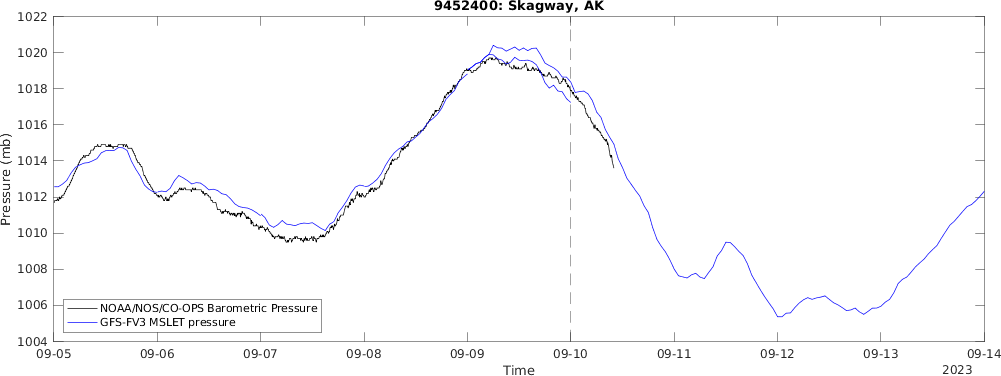 9452400: Skagway, AK
Pressure (mb)
1022
1020
1018
1016
1014
1012
1010
1008
1006
1004
NOAA/NOS/CO-OPS Barometric Pressure
GFS-FV3 MSLET pressure
09-05 09-06 09-07 09-08 09-09 09-10 09-11 09-12 09-13 09-14
Time
2023